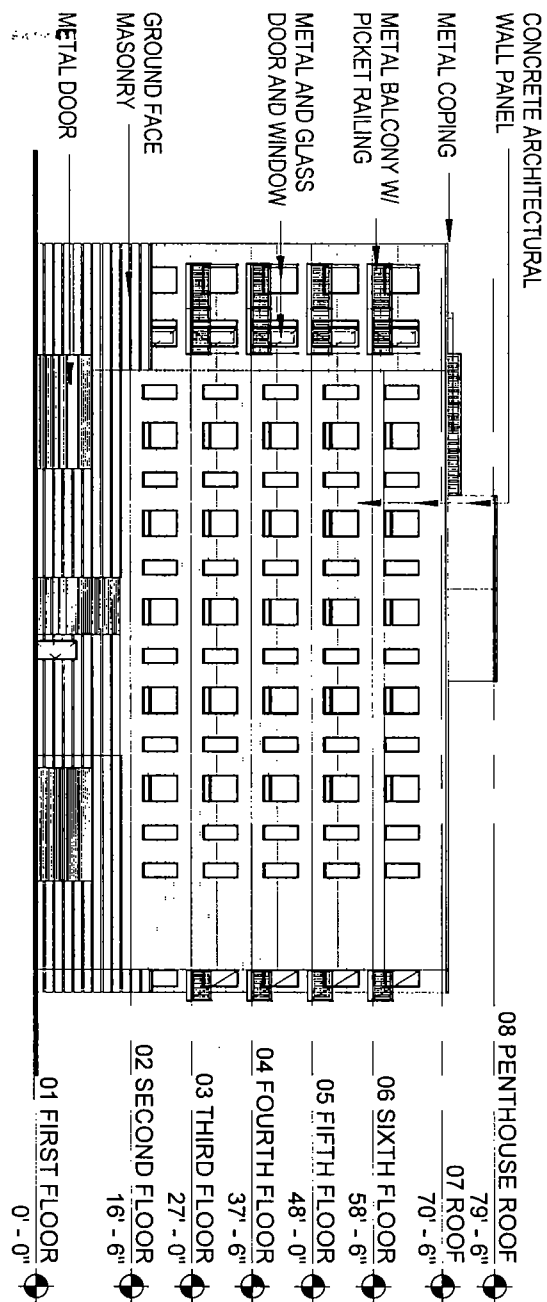 CONCRETE ARCHITECTURAL
WALL PANEL
METAL COPING
METAL BALCONY W/
PICKET RAILING
METAL AND GLASS
DOOR AND WINDOW
GROUND FACE
MASONRY
METAL DOOR
08 PENTHOUSE ROOF
79' - 6"
07 ROOF
70' - 6"
06 SIXTH FLOOR
58' - 6"
05 FIFTH FLOOR
48' - 0"
04 FOURTH FLOOR
37' - 6"
03 THIRD FLOOR
27' - 0"
02 SECOND FLOOR
16' - 6"
01 FIRST FLOOR
0' - 0"